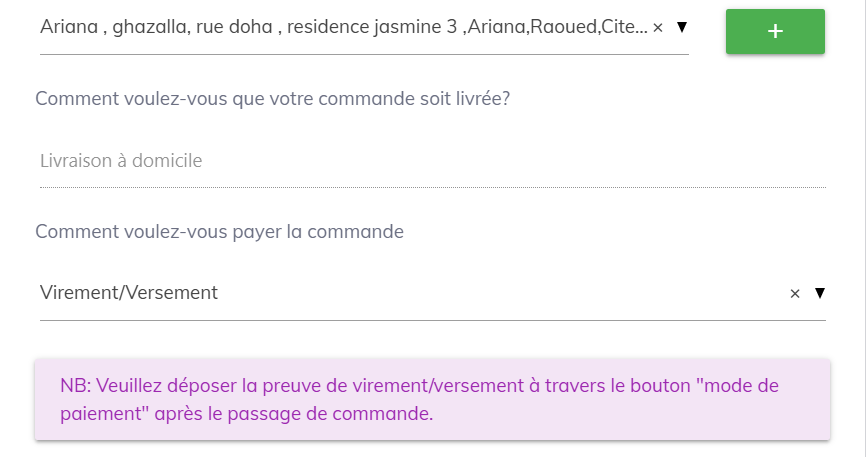 Ariana , ghazalla, rue doha , residence jasmine 3 ,Ariana,Raoued,Cite... × ▼
+
Comment voulez-vous que votre commande soit livrée?
Livraison à domicile
Comment voulez-vous payer la commande
Virement/Versement × ▼
NB: Veuillez déposer la preuve de virement/versement à travers le bouton "mode de
paiement" après le passage de commande.